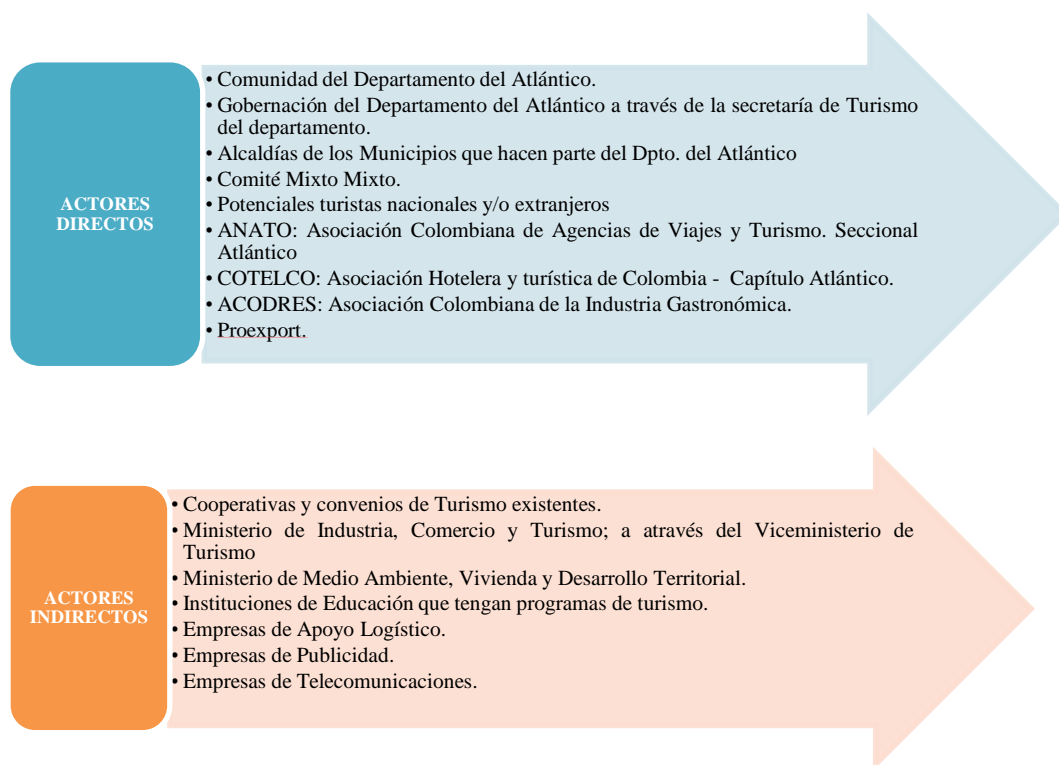 ACTORES
DIRECTOS
• Comunidad del Departamento del Atlántico.
• Gobernación del Departamento del Atlántico a través de la secretaría de Turismo
del departamento.
• Alcaldías de los Municipios que hacen parte del Dpto. del Atlántico
• Comité Mixto Mixto.
• Potenciales turistas nacionales y/o extranjeros
• ANATO: Asociación Colombiana de Agencias de Viajes y Turismo. Seccional
Atlántico
• COTELCO: Asociación Hotelera y turística de Colombia - Capítulo Atlántico.
• ACODRES: Asociación Colombiana de la Industria Gastronómica.
• Proexport.
ACTORES
INDIRECTOS
• Cooperativas y convenios de Turismo existentes.
• Ministerio de Industria, Comercio y Turismo; a através del Viceministerio de
Turismo
• Ministerio de Medio Ambiente, Vivienda y Desarrollo Territorial.
• Instituciones de Educación que tengan programas de turismo.
• Empresas de Apoyo Logístico.
• Empresas de Publicidad.
• Empresas de Telecomunicaciones.